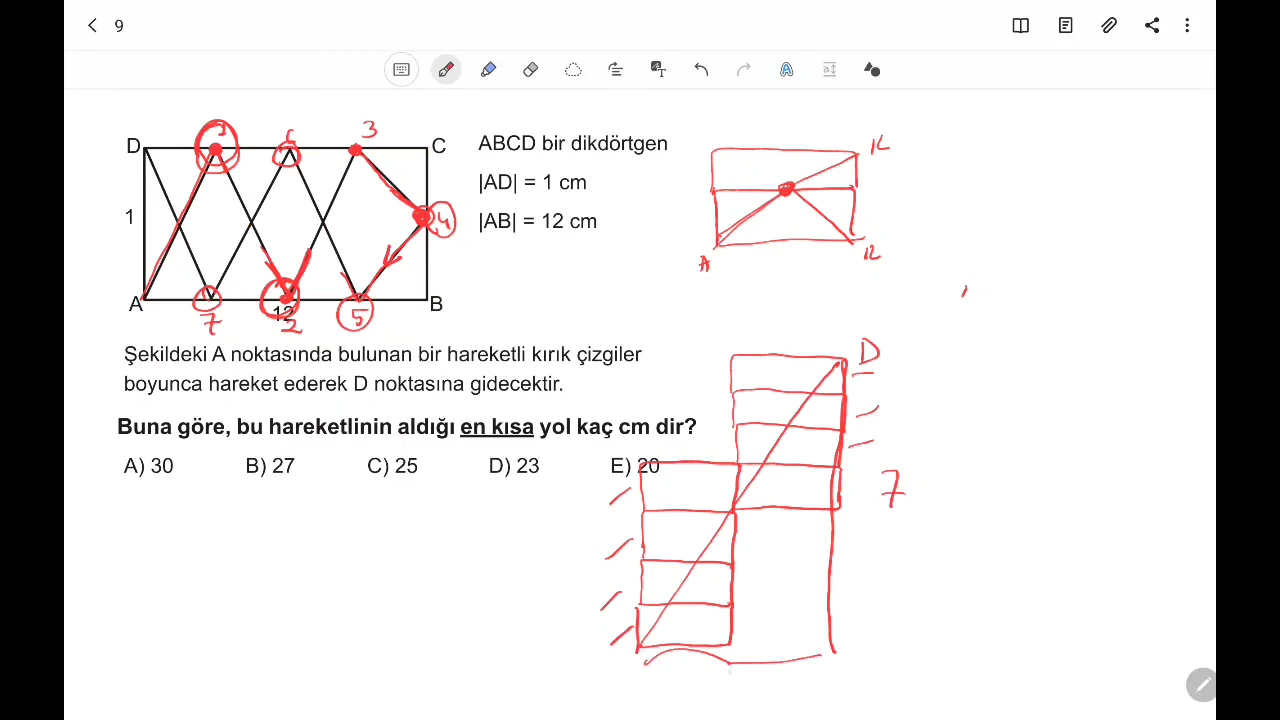 9
D
1
6
3
C
ABCD bir dikdörtgen
|AD| = 1 cm
|AB| = 12 cm
1
4
A
7
12
2
5
B
K
A
K
Şekildeki A noktasında bulunan bir hareketli kırık çizgiler
boyunca hareket ederek D noktasına gidecektir.
Buna göre, bu hareketlinin aldığı en kısa yol kaç cm dir?
A) 30 B) 27 C) 25 D) 23 E) 20
D
7